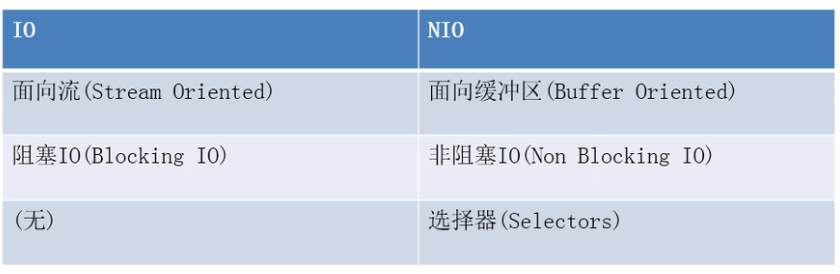 IO
NIO
面向流(Stream Oriented)
面向缓冲区(Buffer Oriented)
阻塞IO(Blocking IO)
非阻塞IO(Non Blocking IO)
(无)
选择器(Selectors)